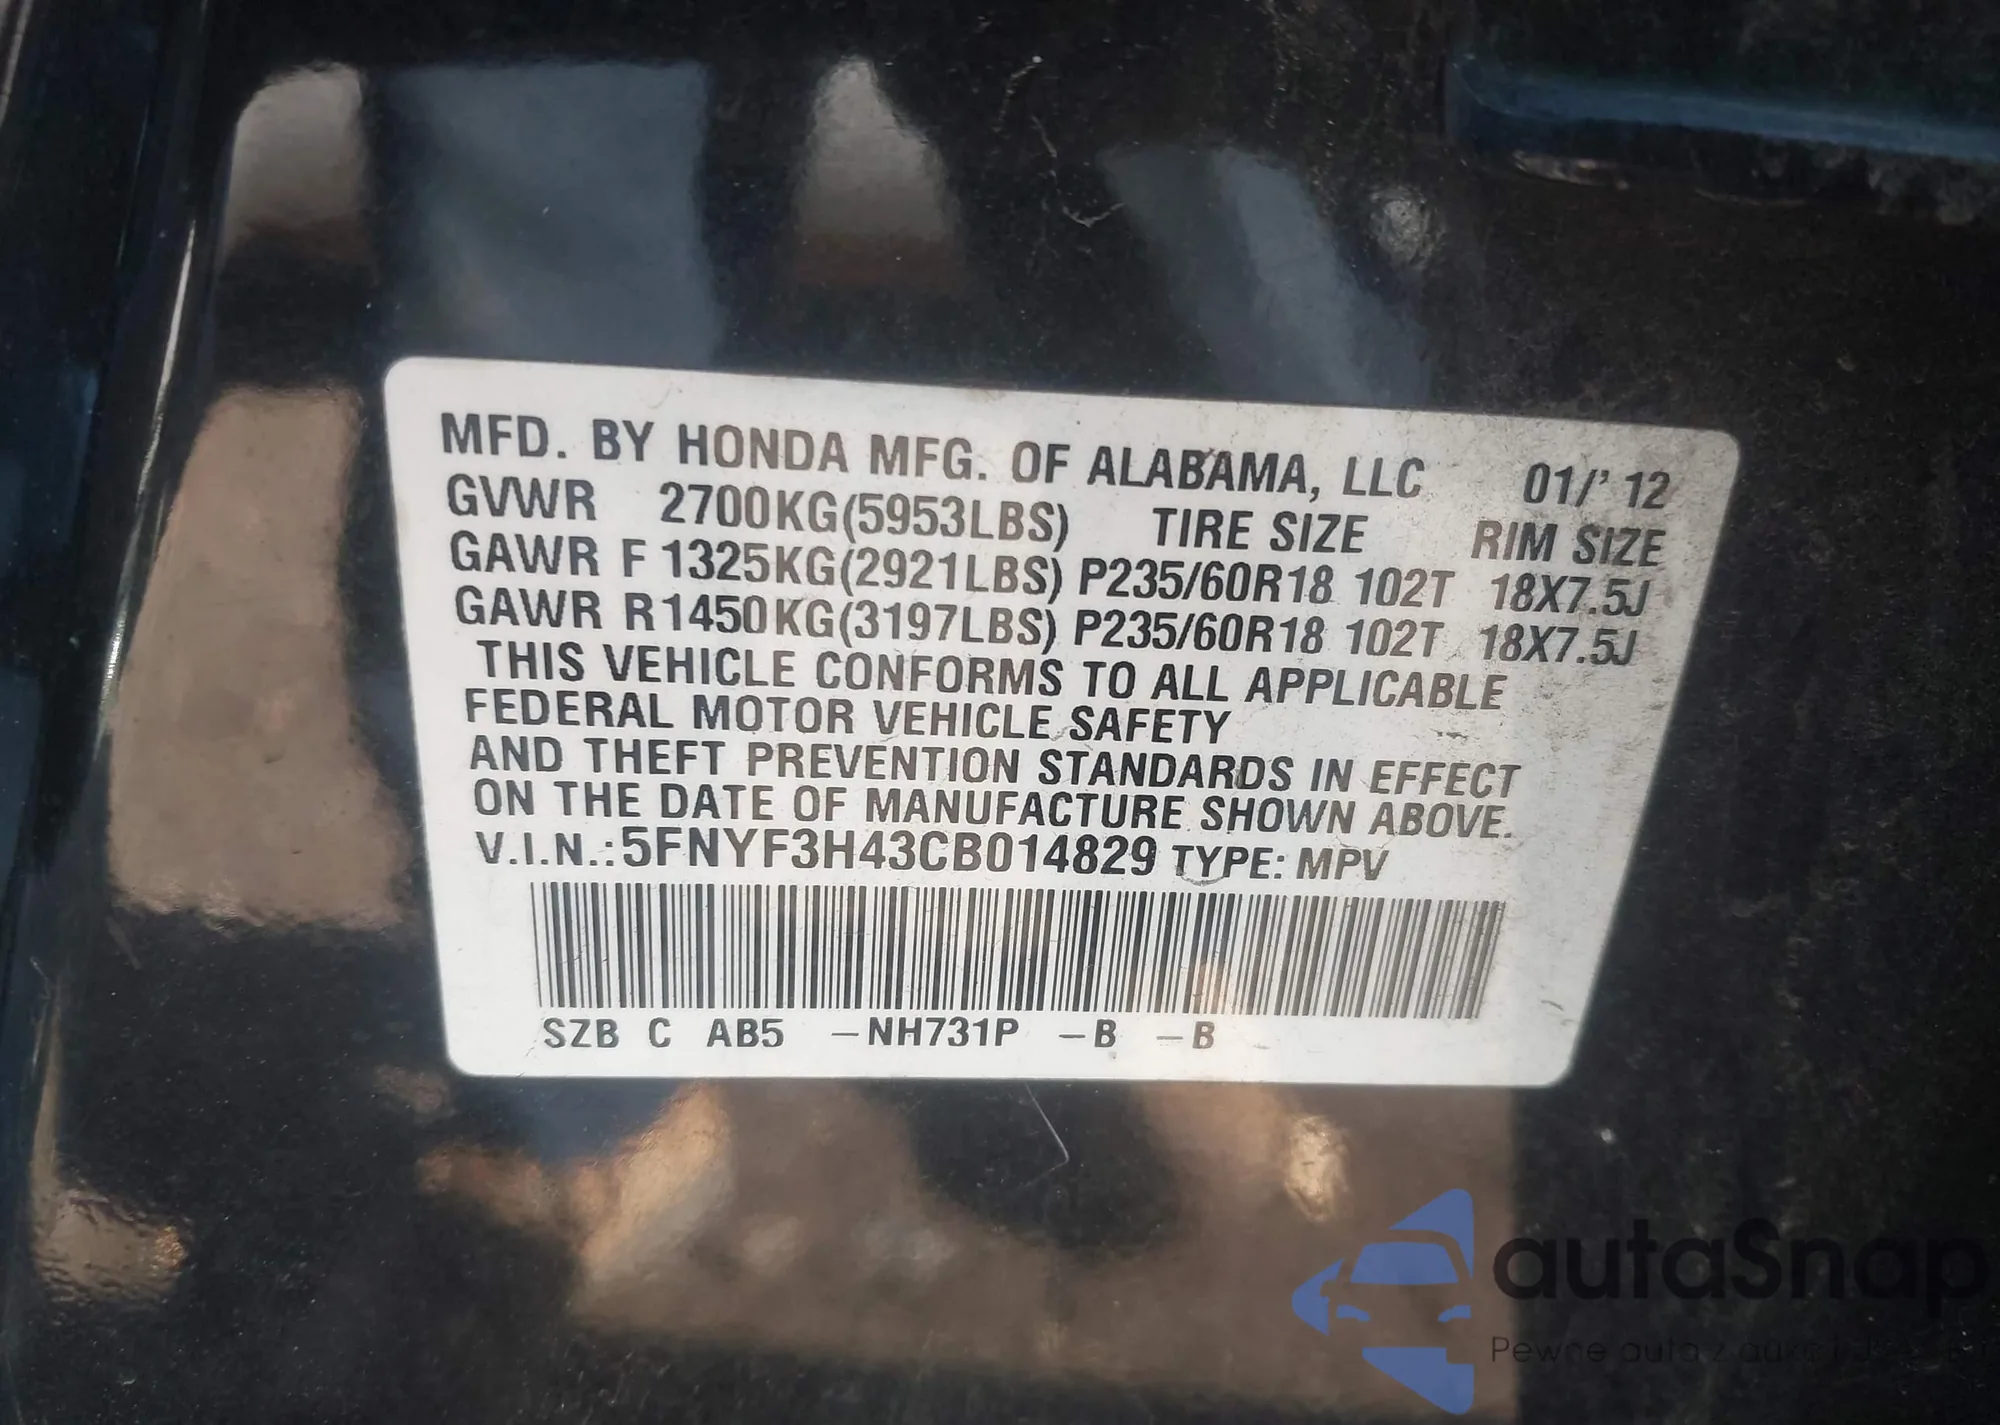 MFD. BY HONDA MFG. OF ALABAMA, LLC 01/'12
GVWR 2700KG(5953LBS) TIRE SIZE RIM SIZE
GAWR F 1325KG(2921LBS) P235/60R18 102T 18X7.5J
GAWR R 1450KG(3197LBS) P235/60R18 102T 18X7.5J
THIS VEHICLE CONFORMS TO ALL APPLICABLE
FEDERAL MOTOR VEHICLE SAFETY
AND THEFT PREVENTION STANDARDS IN EFFECT
ON THE DATE OF MANUFACTURE SHOWN ABOVE.
V.I.N.:5FNYF3H43CB014829 TYPE: MPV
SZB C AB5 –NH731P –B –B
autaSnap
Pewne auta z